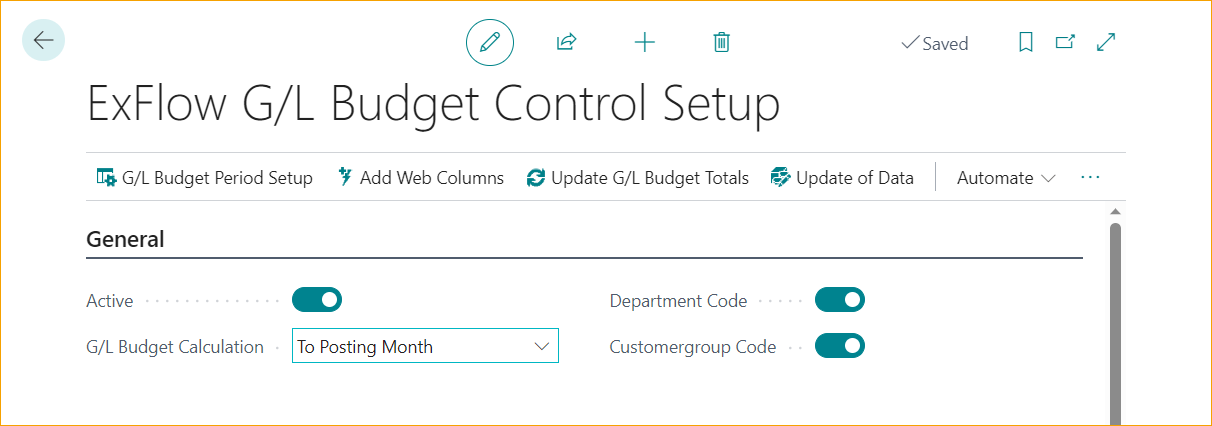 Saved
ExFlow G/L Budget Control Setup
G/L Budget Period Setup Add Web Columns Update G/L Budget Totals Update of Data Automate ...
General
Active Department Code
G/L Budget Calculation To Posting Month Customergroup Code